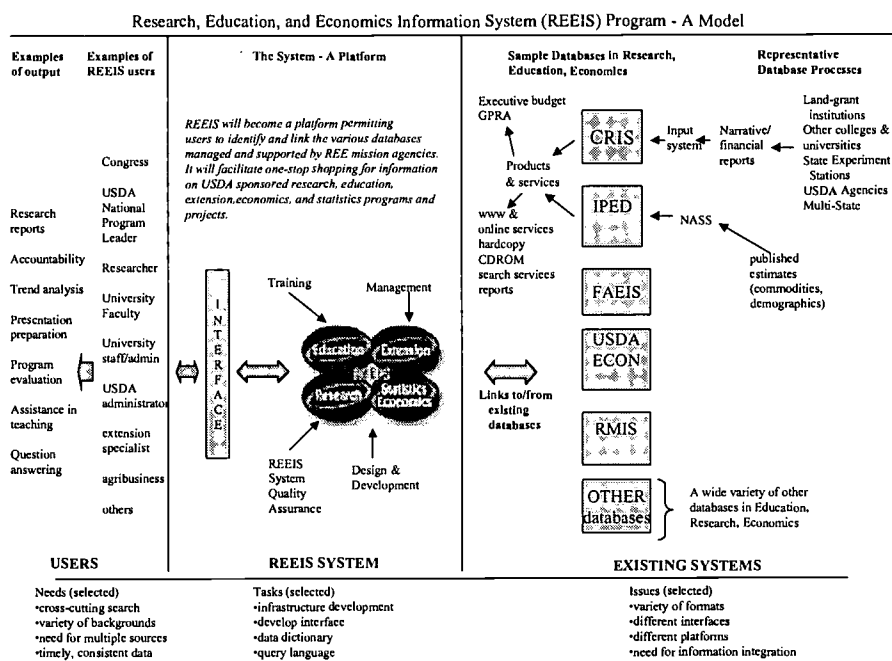 Research, Education, and Economics Information System (REEIS) Program - A Model
Examples
of output
Examples of
REEIS users
The System - A Platform
Sample Databases in Research,
Education, Economics
Representative
Database Processes
Research
reports
Accountability
Trend analysis
Presentation
preparation
Program
evaluation
Assistance in
teaching
Question
answering
Congress
USDA
National
Program
Leader
Researcher
University
Faculty
University
staff/admin
USDA
administrator
extension
specialist
agribusiness
others
REEIS will become a platform permitting
users to identify and link the various databases
managed and supported by REE mission agencies.
It will facilitate one-stop shopping for information
on USDA sponsored research, education,
extension,economics, and statistics programs and
projects.
INTERFACE
Training
Management
Education
Extension
Research
Statistics
Economics
REEIS
System
Quality
Assurance
Design &
Development
Links to/from
existing
databases
Executive budget
GPRA
Products
& services
www &
online services
hardcopy
CDROM
search services
reports
CRIS
IPED
FAEIS
USDA
ECON
RMIS
OTHER
databases
Input
system
Narrative/
financial
reports
Land-grant
institutions
Other colleges &
universities
State Experiment
Stations
USDA Agencies
Multi-State
NASS
published
estimates
(commodities,
demographics)
A wide variety of other
databases in Education,
Research, Economics
USERS
REEIS SYSTEM
EXISTING SYSTEMS
Needs (selected)
•cross-cutting search
•variety of backgrounds
•need for multiple sources
•timely, consistent data
Tasks (selected)
•infrastructure development
•develop interface
•data dictionary
•query language
Issues (selected)
•variety of formats
•different interfaces
•different platforms
•need for information integration